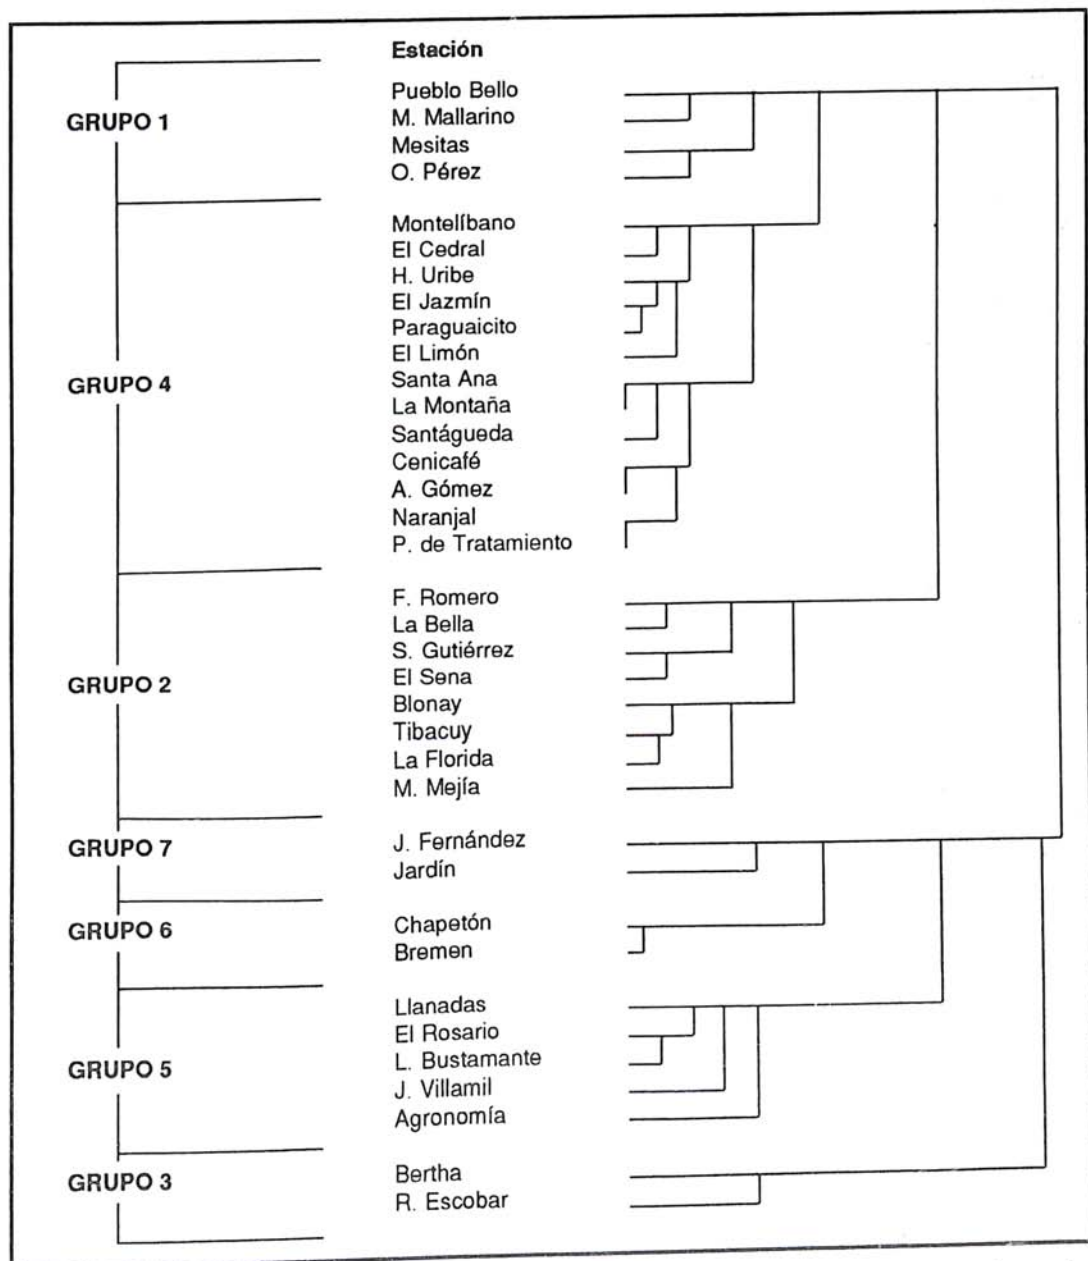 Estación
GRUPO 1
Pueblo Bello
M. Mallarino
Mesitas
O. Pérez
GRUPO 4
Montelíbano
El Cedral
H. Uribe
El Jazmín
Paraguaicito
El Limón
Santa Ana
La Montaña
Santágueda
Cenicafé
A. Gómez
Naranjal
P. de Tratamiento
GRUPO 2
F. Romero
La Bella
S. Gutiérrez
El Sena
Blonay
Tibacuy
La Florida
M. Mejía
GRUPO 7
J. Fernández
Jardín
GRUPO 6
Chapetón
Bremen
GRUPO 5
Llanadas
El Rosario
L. Bustamante
J. Villamil
Agronomía
GRUPO 3
Bertha
R. Escobar